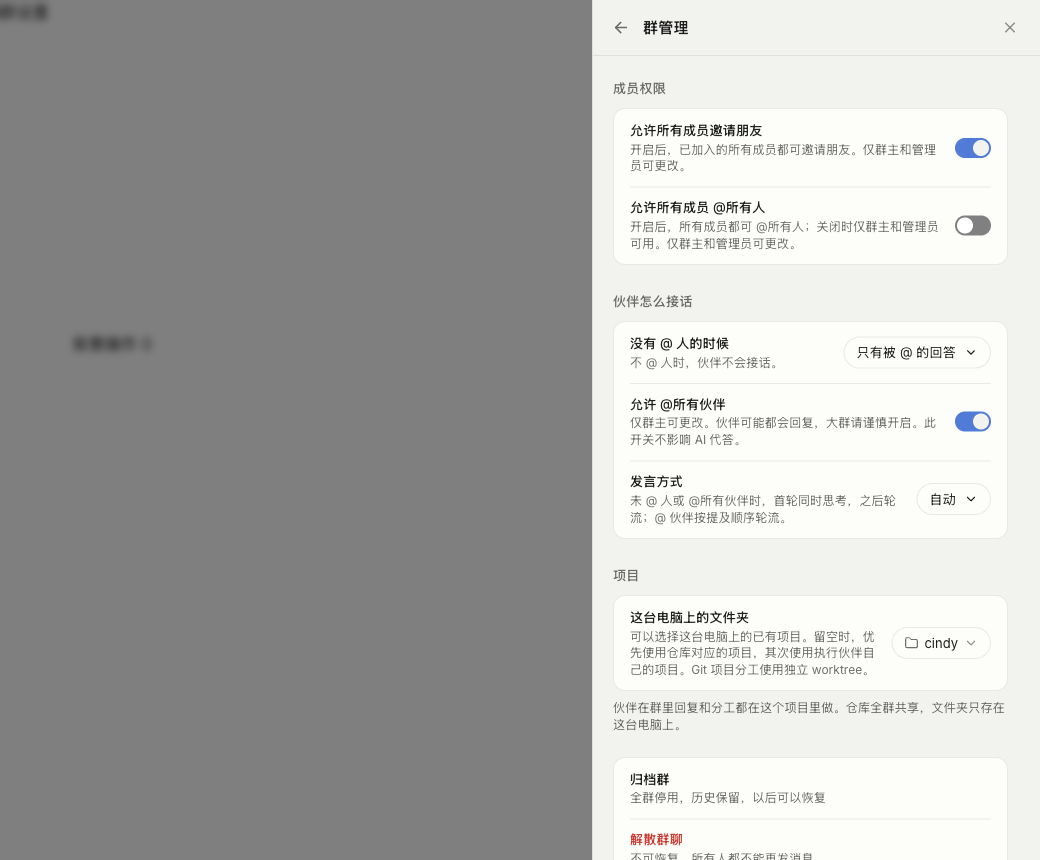 群管理
成员权限
允许所有成员邀请朋友
开启后，已加入的所有成员都可邀请朋友。仅群主和管理
员可更改。
允许所有成员 @所有人
开启后，所有成员都可 @所有人；关闭时仅群主和管理员
可用。仅群主和管理员可更改。
伙伴怎么接话
没有 @ 人的时候
不 @ 人时，伙伴不会接话。
只有被 @ 的回答
允许 @所有伙伴
仅群主可更改。伙伴可能都会回复，大群请谨慎开启。此
开关不影响 AI 代答。
发言方式
未 @ 人或 @所有伙伴时，首轮同时思考，之后轮
流；@ 伙伴按提及顺序轮流。
自动
项目
这台电脑上的文件夹
可以选择这台电脑上的已有项目。留空时，优
先使用仓库对应的项目，其次使用执行伙伴自
己的项目。Git 项目分工使用独立 worktree。
cindy
伙伴在群里回复和分工都在这个项目里做。仓库全群共享，文件夹只存在
这台电脑上。
归档群
全群停用，历史保留，以后可以恢复
解散群聊
不可恢复，所有人都不能再发消息